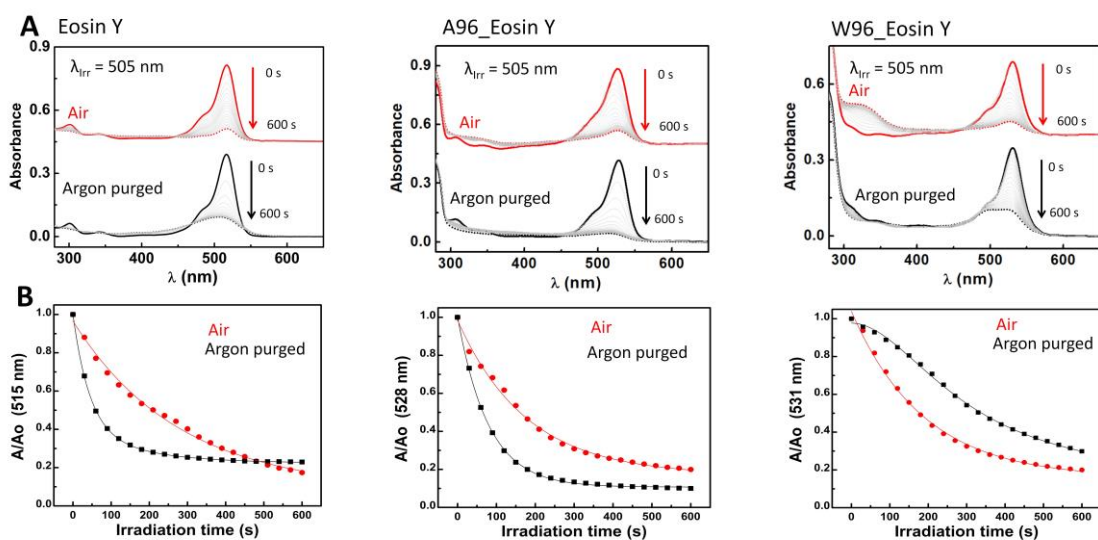 A
Eosin Y
A96_Eosin Y
W96_Eosin Y
0.9
0.6
0.3
0.0
Absorbance
λIrr = 505 nm
Air
0 s
600 s
Argon purged
0 s
600 s
300 400 500 600
λ (nm)
0.9
0.6
0.3
0.0
Absorbance
λIrr = 505 nm
Air
0 s
600 s
Argon purged
0 s
600 s
300 400 500 600
λ (nm)
0.9
0.6
0.3
0.0
Absorbance
λIrr = 505 nm
Air
0 s
600 s
Argon purged
0 s
600 s
300 400 500 600
λ (nm)
B
1.0
0.8
0.6
0.4
0.2
0.0
A/Ao (515 nm)
Air
Argon purged
0 100 200 300 400 500 600
Irradiation time (s)
1.0
0.8
0.6
0.4
0.2
0.0
A/Ao (528 nm)
Air
Argon purged
0 100 200 300 400 500 600
Irradiation time (s)
1.0
0.8
0.6
0.4
0.2
0.0
A/Ao (531 nm)
Air
Argon purged
0 100 200 300 400 500 600
Irradiation time (s)